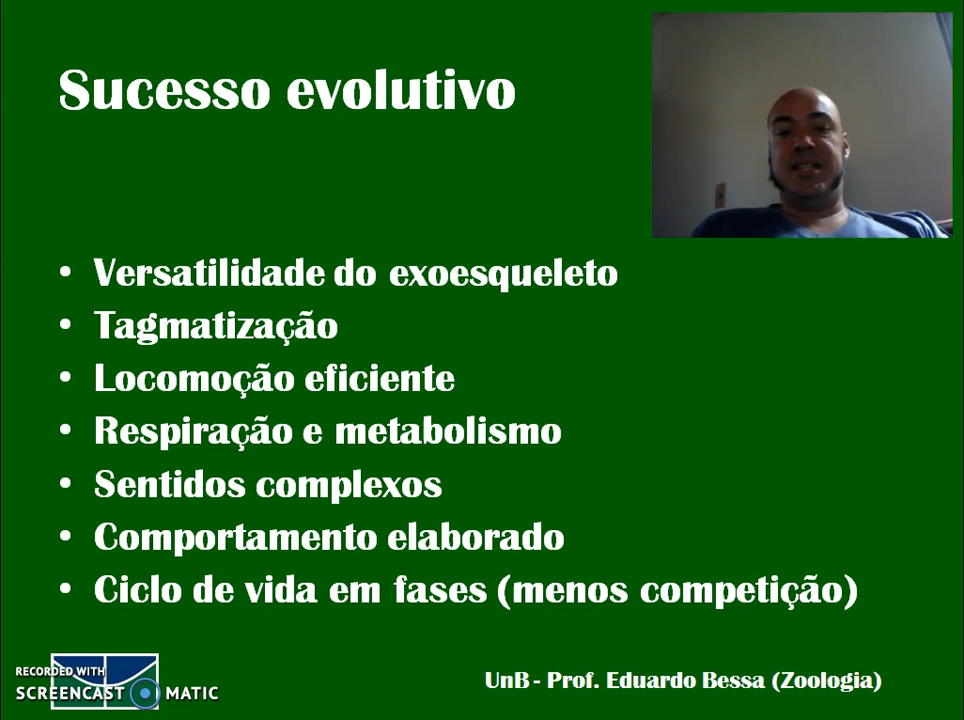 Sucesso evolutivo
• Versatilidade do exoesqueleto
• Tagmatização
• Locomoção eficiente
• Respiração e metabolismo
• Sentidos complexos
• Comportamento elaborado
• Ciclo de vida em fases (menos competição)
RECORDED WITH
SCREENCAST MATIC
UnB - Prof. Eduardo Bessa (Zoologia)